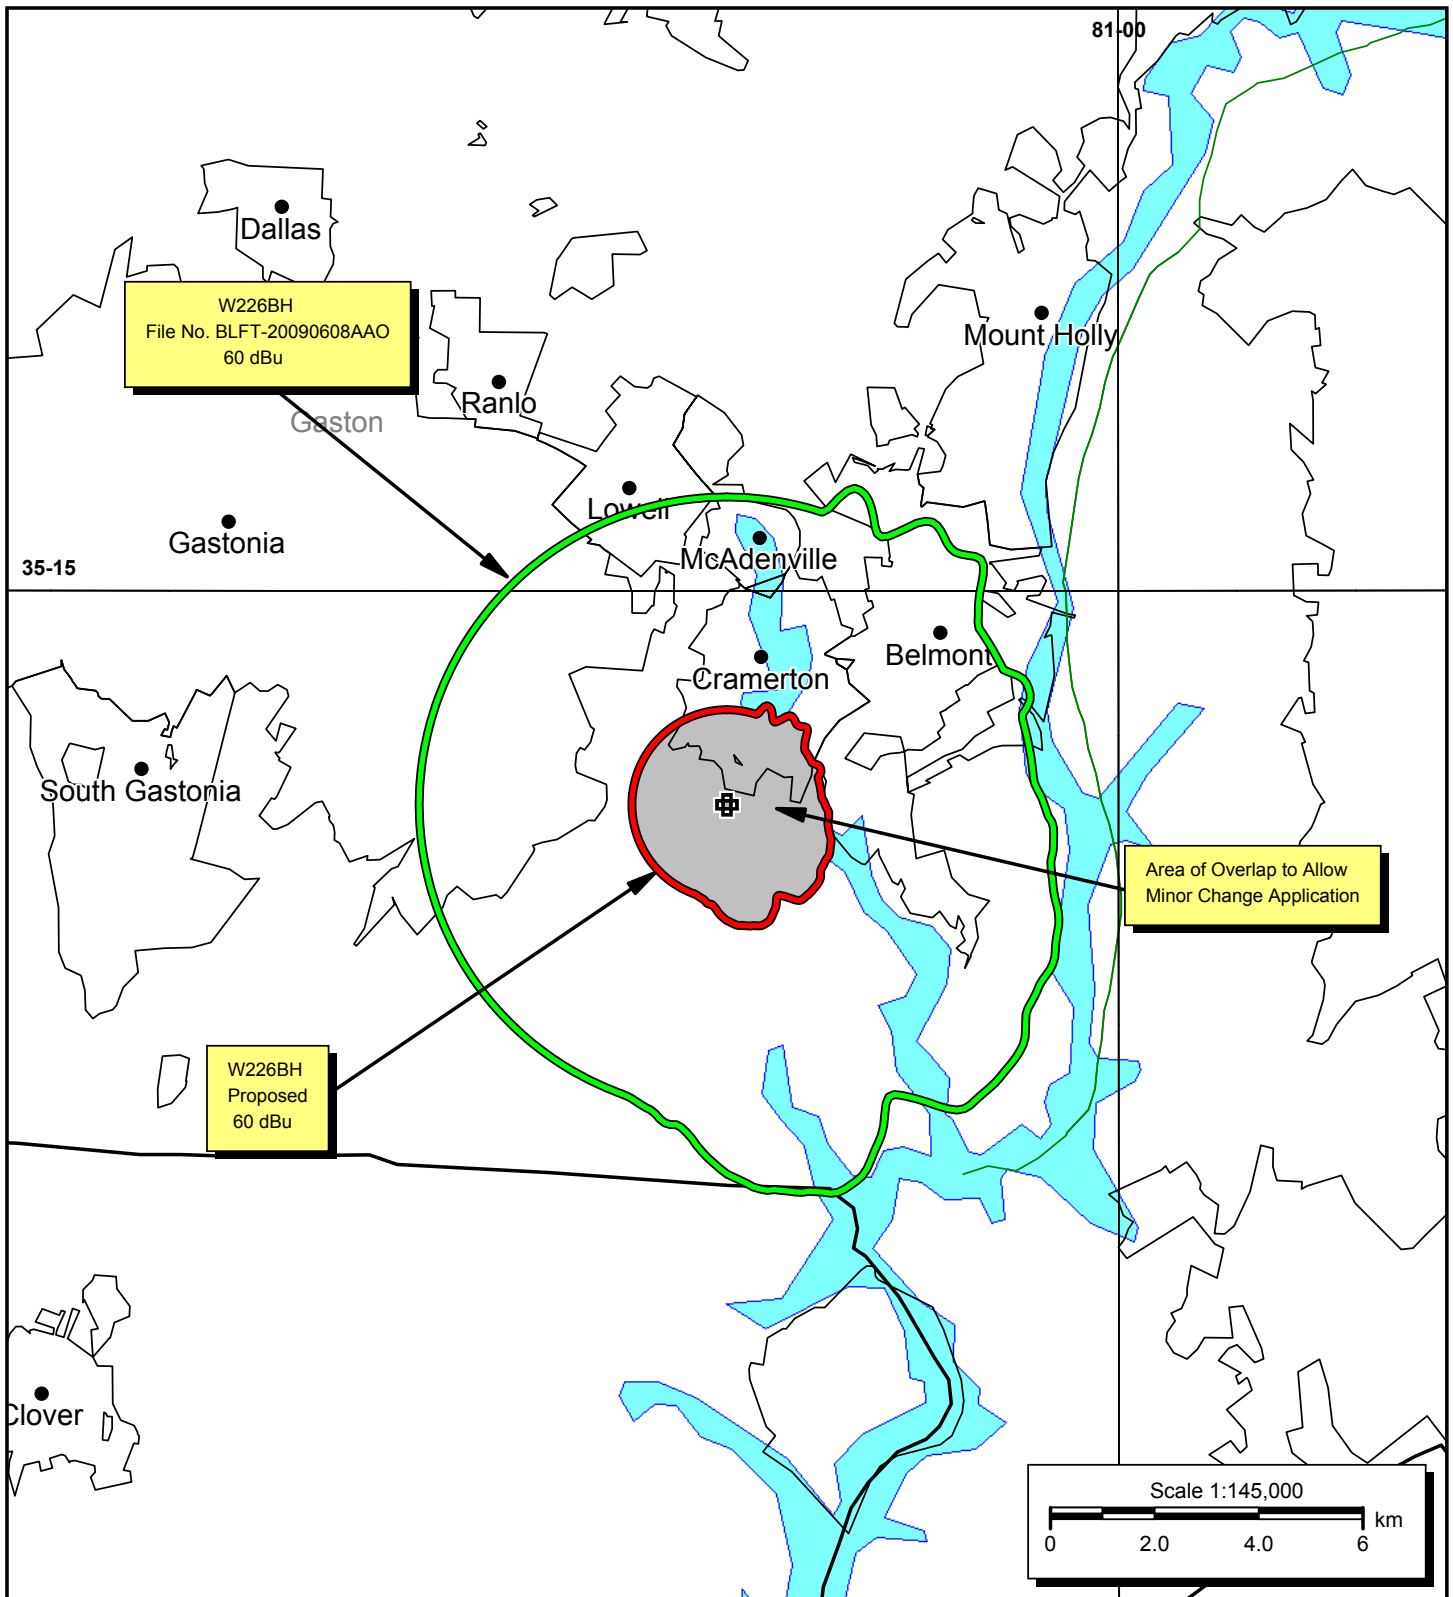 81-00
Dallas
W226BH
File No. BLFT-20090608AAO
60 dBu
Mount Holly
Ranlo
Gaston
Lowell
Gastonia
McAdenville
35-15
Belmont
Cramerton
South Gastonia
Area of Overlap to Allow
Minor Change Application
W226BH
Proposed
60 dBu
Clover
Scale 1:145,000
km
0 2.0 4.0 6